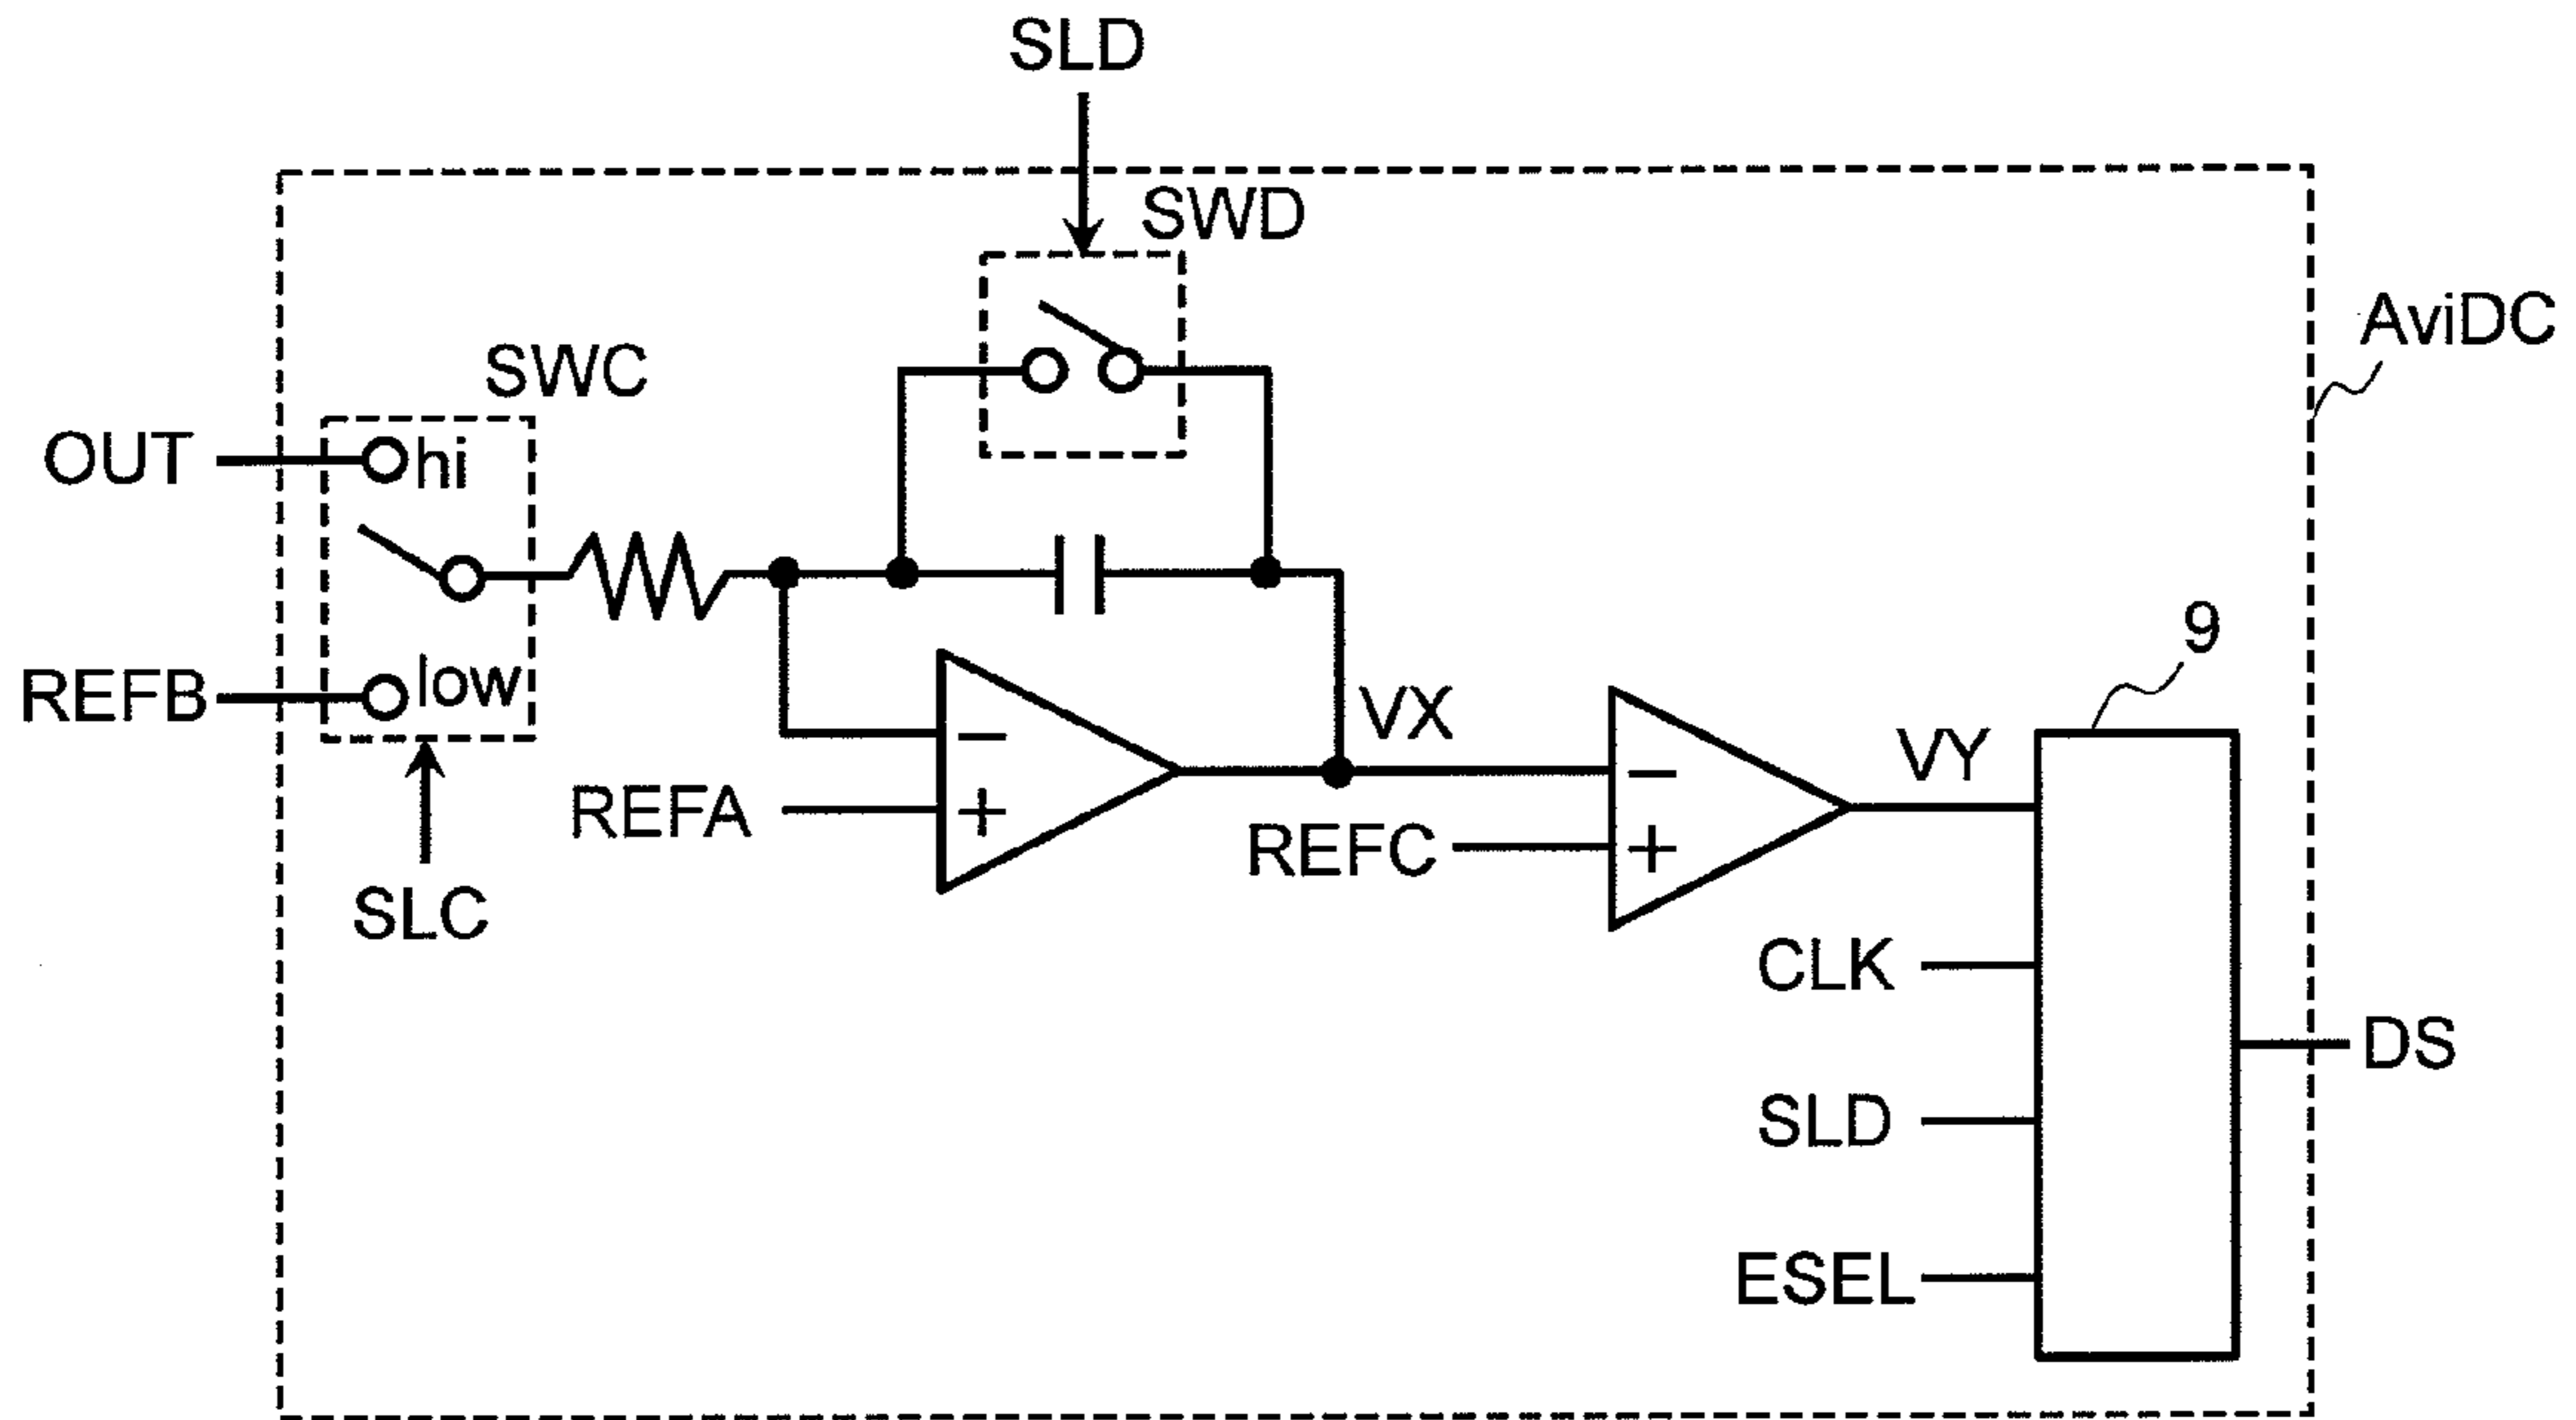 SLD
SWD
AviDC
SWC
OUT
hi
9
REFB
low
VX
VY
−
−
REFA
+
REFC
+
SLC
CLK
DS
SLD
ESEL